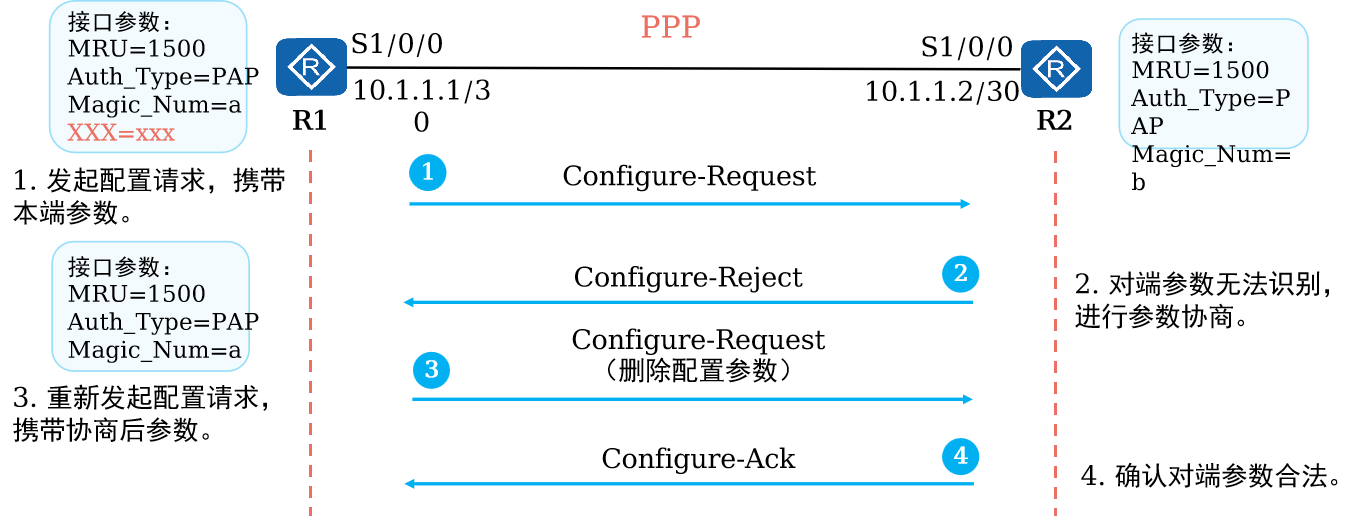 接口参数：
MRU=1500
Auth_Type=PAP
Magic_Num=a
XXX=xxx
R
S1/0/0
10.1.1.1/3
0
R1
PPP
S1/0/0
10.1.1.2/30
R
R2
接口参数：
MRU=1500
Auth_Type=P
AP
Magic_Num=
b
1. 发起配置请求，携带
本端参数。
1
Configure-Request
Configure-Reject
2
2. 对端参数无法识别，
进行参数协商。
接口参数：
MRU=1500
Auth_Type=PAP
Magic_Num=a
3. 重新发起配置请求，
携带协商后参数。
3
Configure-Request
（删除配置参数）
Configure-Ack
4
4. 确认对端参数合法。